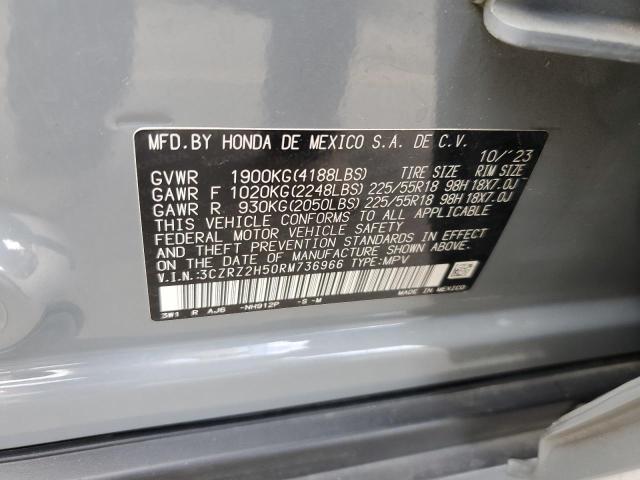 MFD.BY HONDA DE MEXICO S.A. DE C.V. 10/'23
GVWR 1900KG(4188LBS) TIRE SIZE RIM SIZE
GAWR F 1020KG(2248LBS) 225/55R18 98H 18X7.0J
GAWR R 930KG(2050LBS) 225/55R18 98H 18X7.0J
THIS VEHICLE CONFORMS TO ALL APPLICABLE
FEDERAL MOTOR VEHICLE SAFETY
AND THEFT PREVENTION STANDARDS IN EFFECT
ON THE DATE OF MANUFACTURE SHOWN ABOVE.
V.I.N.:3CZRZ2H50RM736966 TYPE:MPV
3W1 R AJ6 -NH912P -S -M MADE IN MEXICO